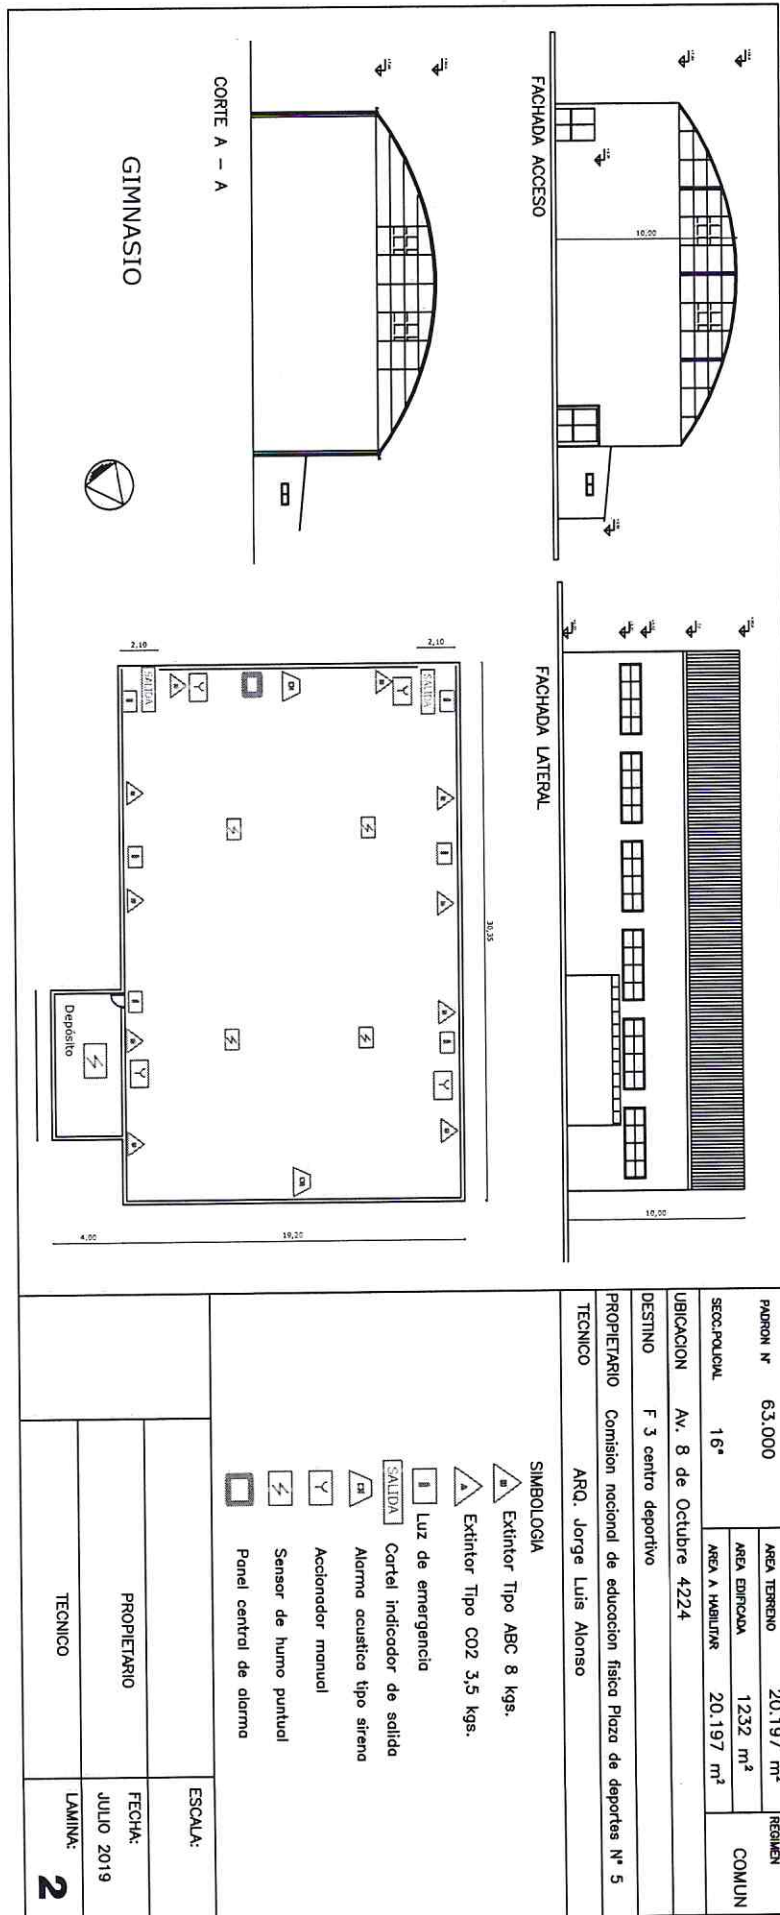 FACHADA ACCESO
10,00
CORTE A – A
GIMNASIO
FACHADA LATERAL
10,00
2,10
2,10
30,35
SALIDA
SALIDA
Depósito
4,00
19,20
PADRON N° 63.000
AREA TERRENO 20.197 m²
REGIMEN
COMUN
SECC.POLICIAL 16ª
AREA EDIFICADA 1232 m²
AREA A HABILITAR 20.197 m²
UBICACION Av. 8 de Octubre 4224
DESTINO F 3 centro deportivo
PROPIETARIO Comision nacional de educacion fisica Plaza de deportes N° 5
TECNICO ARQ. Jorge Luis Alonso
SIMBOLOGIA
Extintor Tipo ABC 8 kgs.
Extintor Tipo CO2 3,5 kgs.
Luz de emergencia
SALIDA Cartel indicador de salida
Alarma acustica tipo sirena
Accionador manual
Sensor de humo puntual
Panel central de alarma
PROPIETARIO
TECNICO
ESCALA:
FECHA:
JULIO 2019
LAMINA:
2